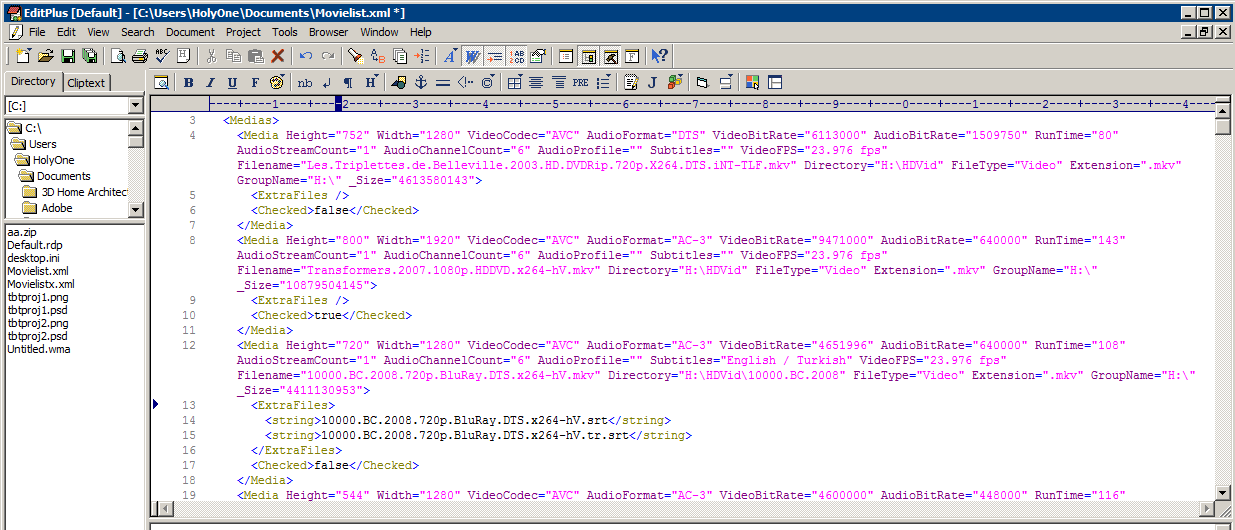 EditPlus [Default] - [C:\Users\HolyOne\Documents\Movielist.xml *]
File Edit View Search Document Project Tools Browser Window Help
Directory Cliptext
B I U F nb ¶ H PRE J
[C:]
----+----1----+----2----+----3----+----4----+----5----+----6----+----7----+----8----+----9----+----0----+----1----+----2----+----3----+----4
C:\
Users
HolyOne
Documents
3D Home Architec
Adobe
aa.zip
Default.rdp
desktop.ini
Movielist.xml
Movielistx.xml
tbtproj1.png
tbtproj1.psd
tbtproj2.png
tbtproj2.psd
Untitled.wma
3 <Medias>
4 <Media Height="752" Width="1280" VideoCodec="AVC" AudioFormat="DTS" VideoBitRate="6113000" AudioBitRate="1509750" RunTime="80"
AudioStreamCount="1" AudioChannelCount="6" AudioProfile="" Subtitles="" VideoFPS="23.976 fps"
Filename="Les.Triplettes.de.Belleville.2003.HD.DVDRip.720p.X264.DTS.iNT-TLF.mkv" Directory="H:\HDVid" FileType="Video" Extension=".mkv"
GroupName="H:\" _Size="4613580143">
5 <ExtraFiles />
6 <Checked>false</Checked>
7 </Media>
8 <Media Height="800" Width="1920" VideoCodec="AVC" AudioFormat="AC-3" VideoBitRate="9471000" AudioBitRate="640000" RunTime="143"
AudioStreamCount="1" AudioChannelCount="6" AudioProfile="" Subtitles="" VideoFPS="23.976 fps"
Filename="Transformers.2007.1080p.HDDVD.x264-hV.mkv" Directory="H:\HDVid" FileType="Video" Extension=".mkv" GroupName="H:\"
_Size="10879504145">
9 <ExtraFiles />
10 <Checked>true</Checked>
11 </Media>
12 <Media Height="720" Width="1280" VideoCodec="AVC" AudioFormat="AC-3" VideoBitRate="4651996" AudioBitRate="640000" RunTime="108"
AudioStreamCount="1" AudioChannelCount="6" AudioProfile="" Subtitles="English / Turkish" VideoFPS="23.976 fps"
Filename="10000.BC.2008.720p.BluRay.DTS.x264-hV.mkv" Directory="H:\HDVid\10000.BC.2008" FileType="Video" Extension=".mkv" GroupName="H:\"
_Size="4411130953">
13 <ExtraFiles>
14 <string>10000.BC.2008.720p.BluRay.DTS.x264-hV.srt</string>
15 <string>10000.BC.2008.720p.BluRay.DTS.x264-hV.tr.srt</string>
16 </ExtraFiles>
17 <Checked>false</Checked>
18 </Media>
19 <Media Height="544" Width="1280" VideoCodec="AVC" AudioFormat="AC-3" VideoBitRate="4600000" AudioBitRate="448000" RunTime="116"